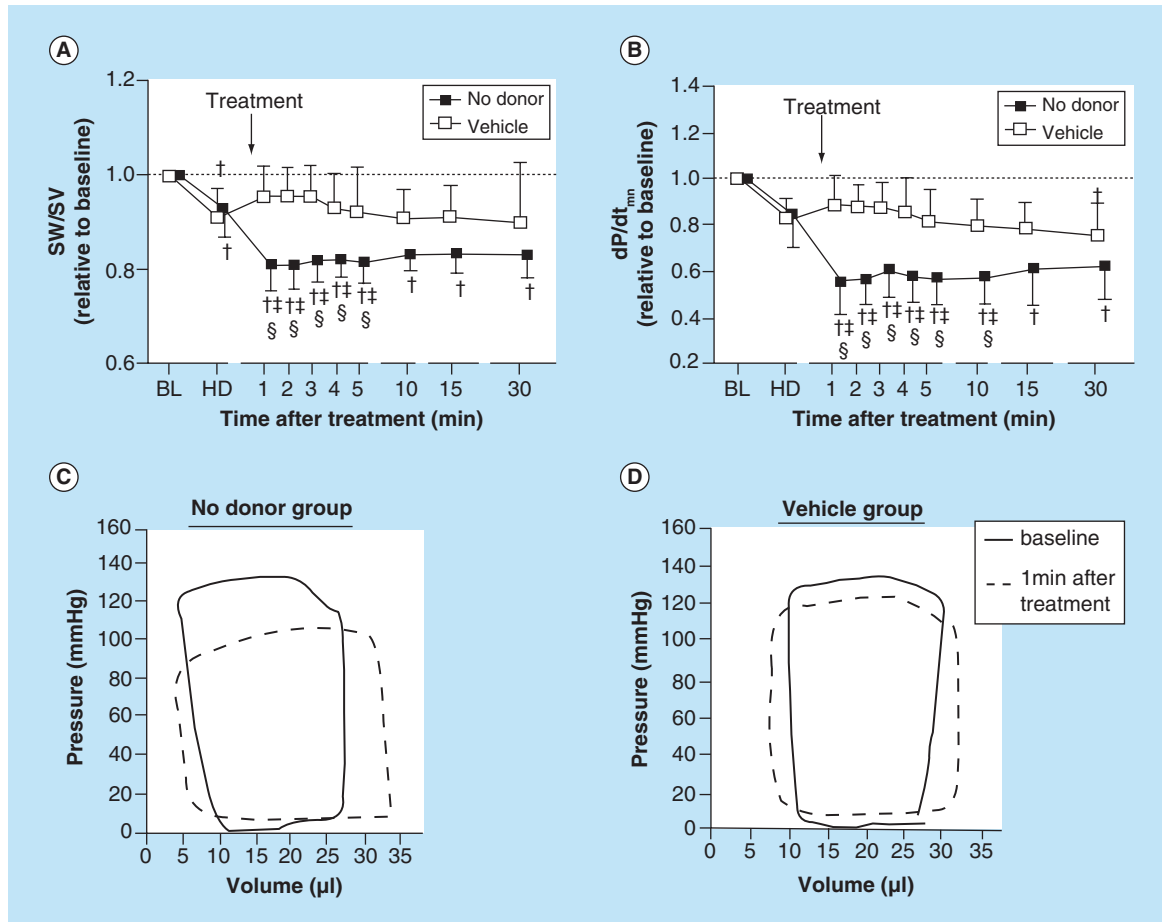 A
SW/SV
(relative to baseline)
1.2
1.0
0.8
0.6
Treatment
No donor
Vehicle
†
†
†‡ †‡ †‡ †‡ †‡ † † †
§ § § § §
BL HD 1 2 3 4 5 10 15 30
Time after treatment (min)
B
dP/dtmn
(relative to baseline)
1.4
1.2
1.0
0.8
0.6
0.4
0.2
Treatment
No donor
Vehicle
†
†‡ †‡ †‡ †‡ †‡ †‡ † †
§ § § § § §
BL HD 1 2 3 4 5 10 15 30
Time after treatment (min)
C
No donor group
Pressure (mmHg)
160
140
120
100
80
60
40
20
0
0 5 10 15 20 25 30 35
Volume (µl)
D
Vehicle group
baseline
1min after
treatment
Pressure (mmHg)
160
140
120
100
80
60
40
20
0
0 5 10 15 20 25 30 35
Volume (µl)